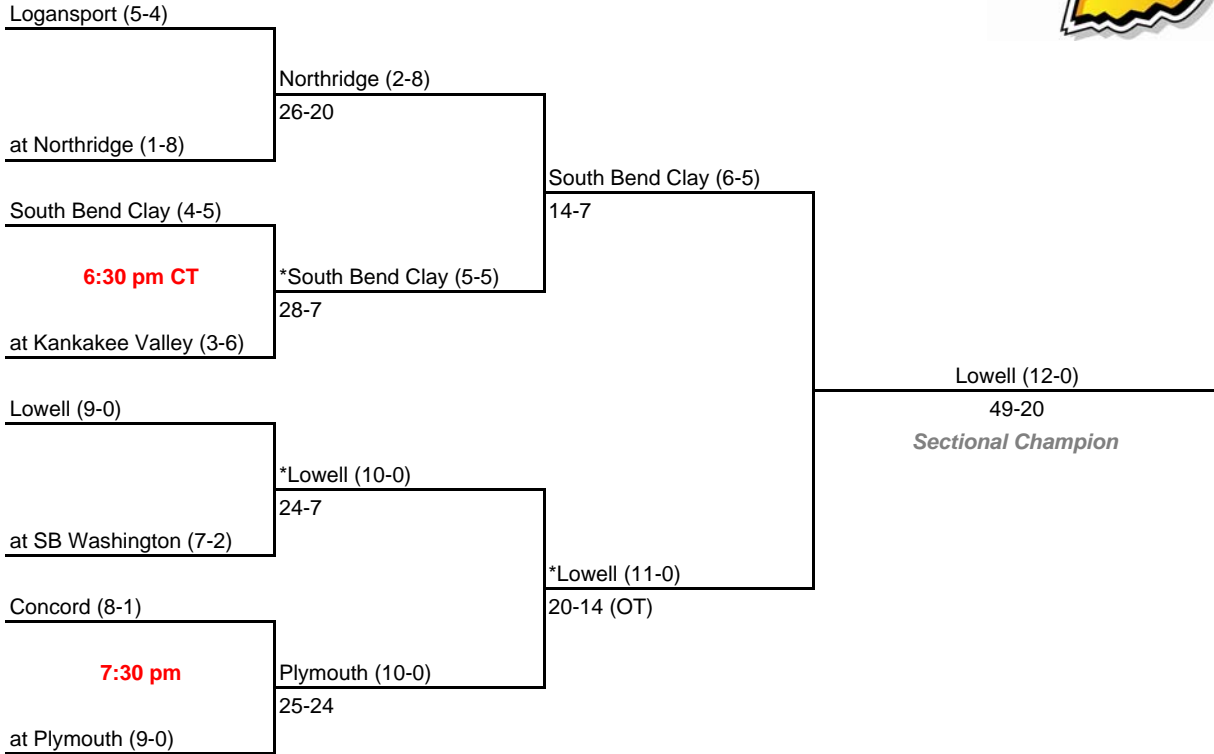 Logansport (5-4)
Northridge (2-8)
26-20
at Northridge (1-8)
South Bend Clay (6-5)
14-7
South Bend Clay (4-5)
6:30 pm CT
*South Bend Clay (5-5)
28-7
at Kankakee Valley (3-6)
Lowell (12-0)
49-20
Sectional Champion
Lowell (9-0)
*Lowell (10-0)
24-7
at SB Washington (7-2)
*Lowell (11-0)
20-14 (OT)
Concord (8-1)
7:30 pm
Plymouth (10-0)
25-24
at Plymouth (9-0)